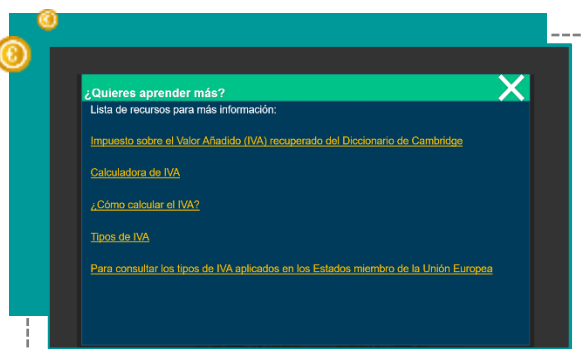 ¿Quieres aprender más?
Lista de recursos para más información:
Impuesto sobre el Valor Añadido (IVA) recuperado del Diccionario de Cambridge
Calculadora de IVA
¿Cómo calcular el IVA?
Tipos de IVA
Para consultar los tipos de IVA aplicados en los Estados miembro de la Unión Europea